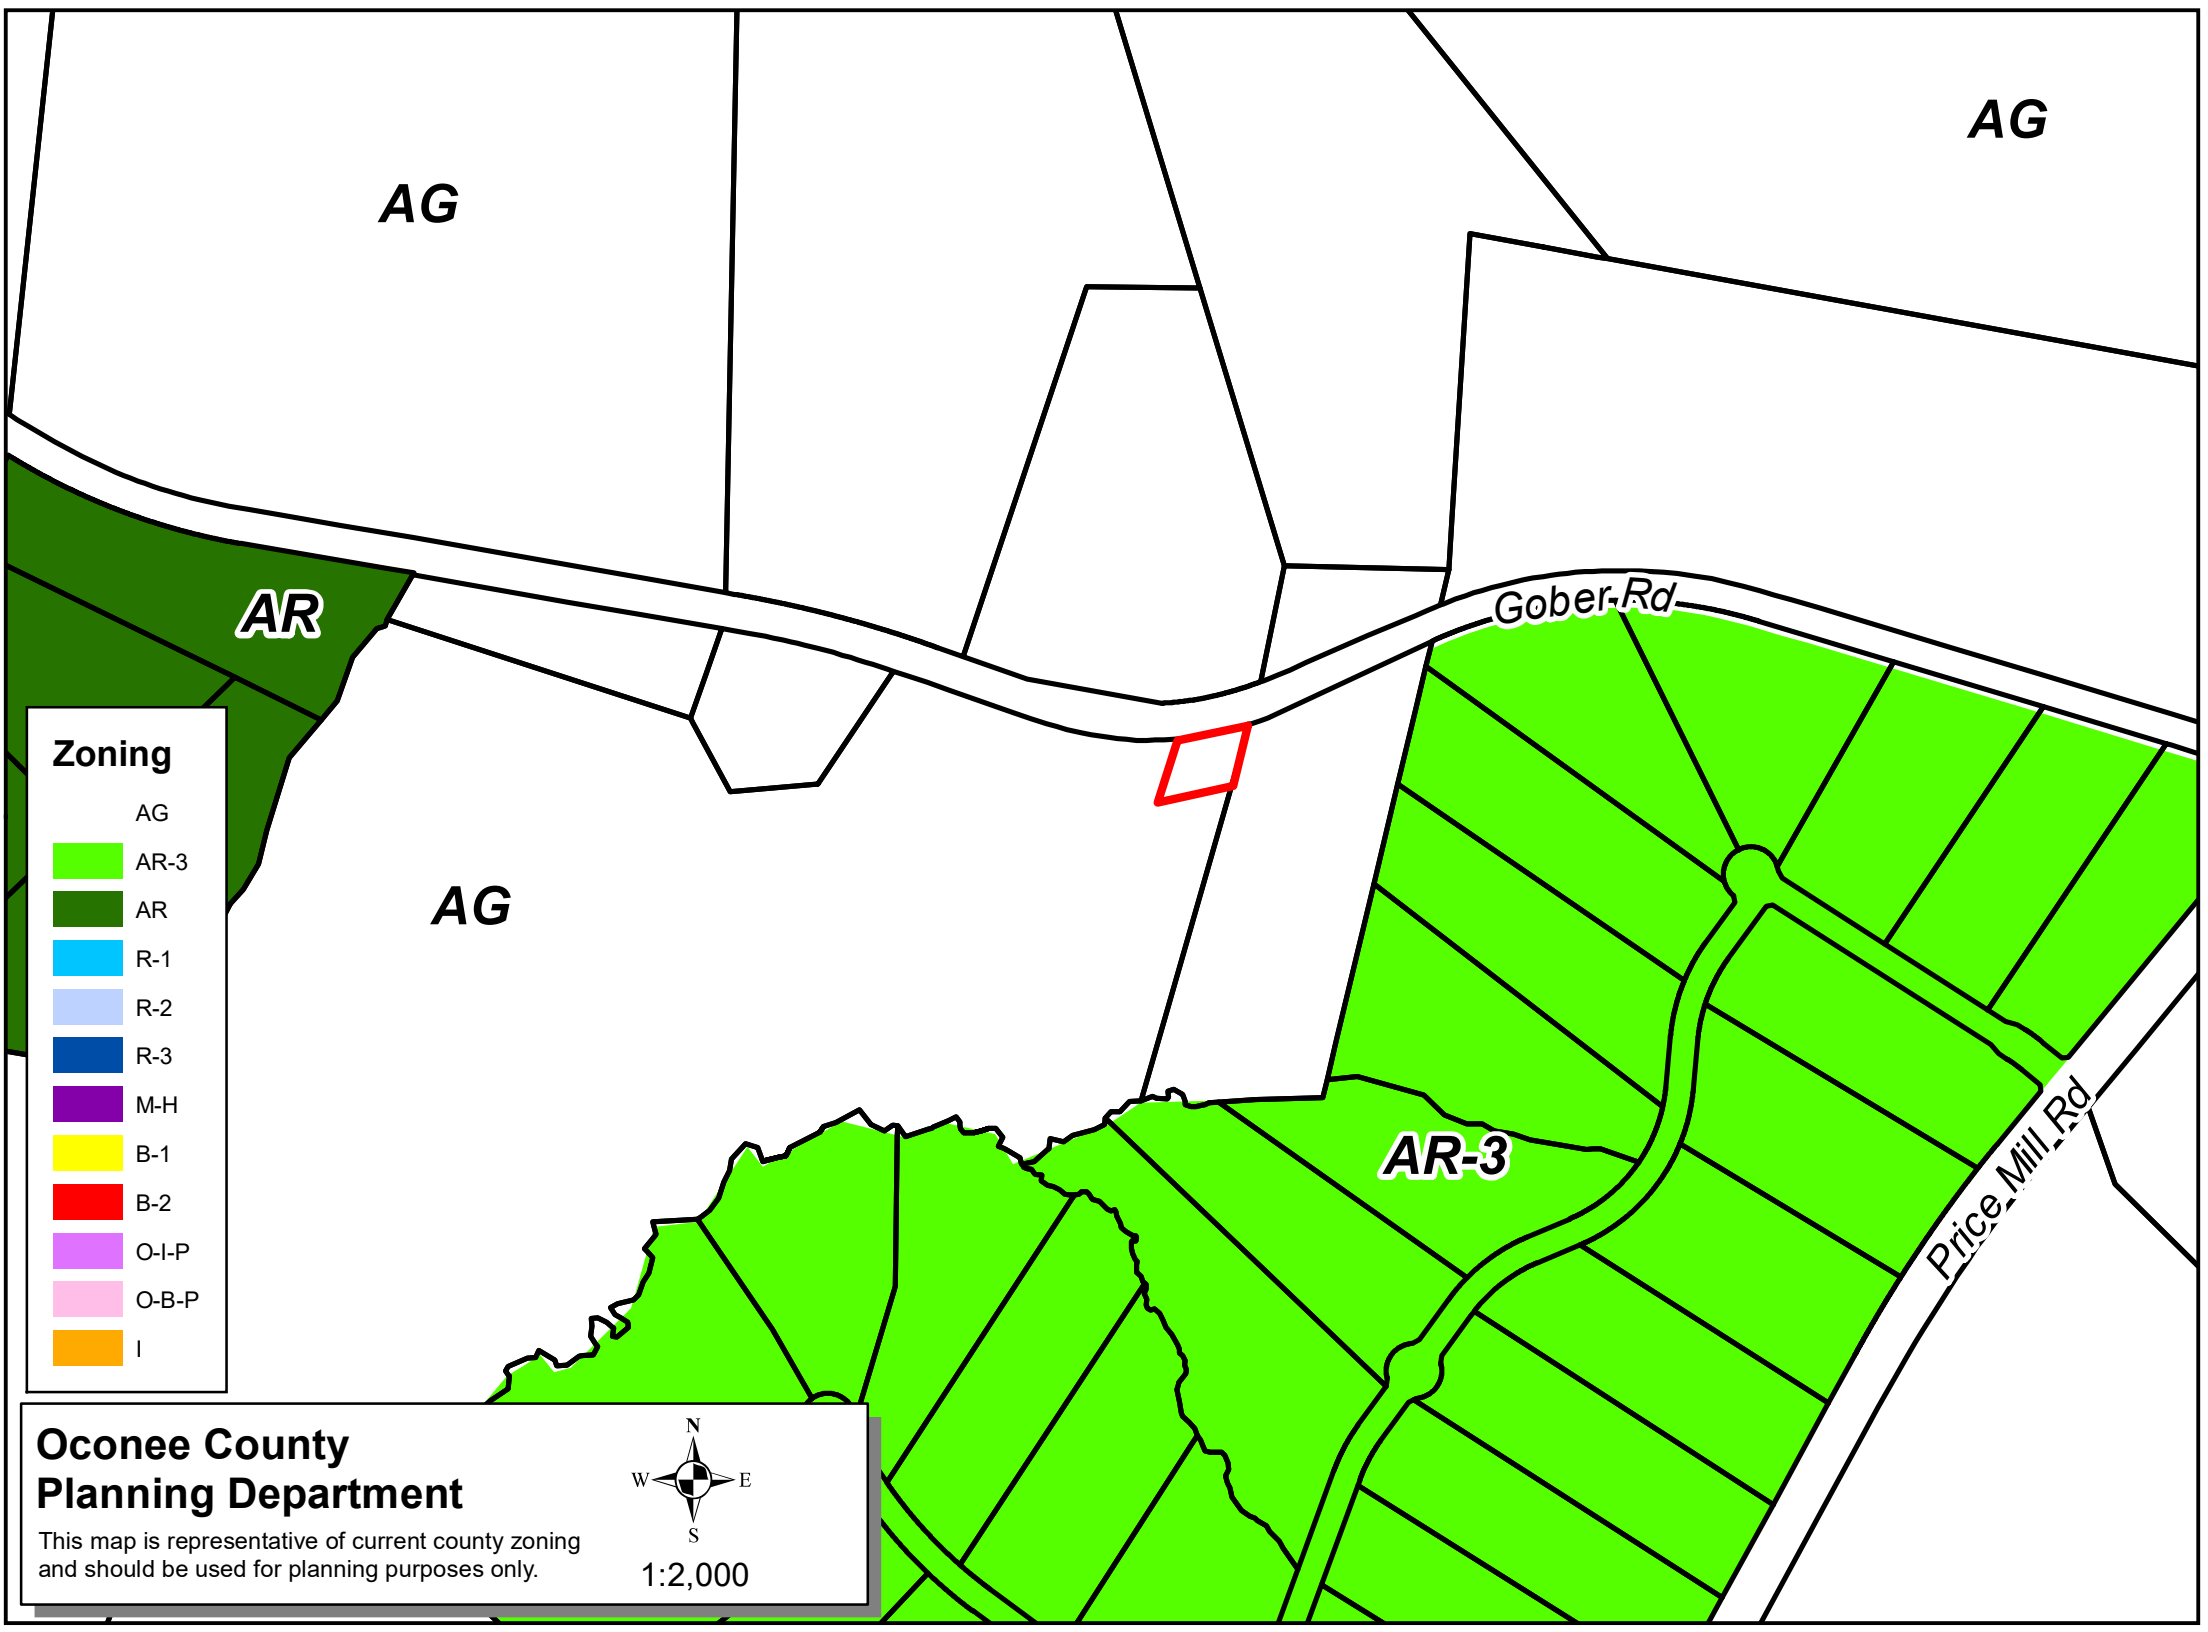 AG
AG
AR
Gober Rd
AG
AR-3
Price Mill Rd
Zoning
AG
AR-3
AR
R-1
R-2
R-3
M-H
B-1
B-2
O-I-P
O-B-P
I
Oconee County
Planning Department
This map is representative of current county zoning
and should be used for planning purposes only.
N
W E
S
1:2,000